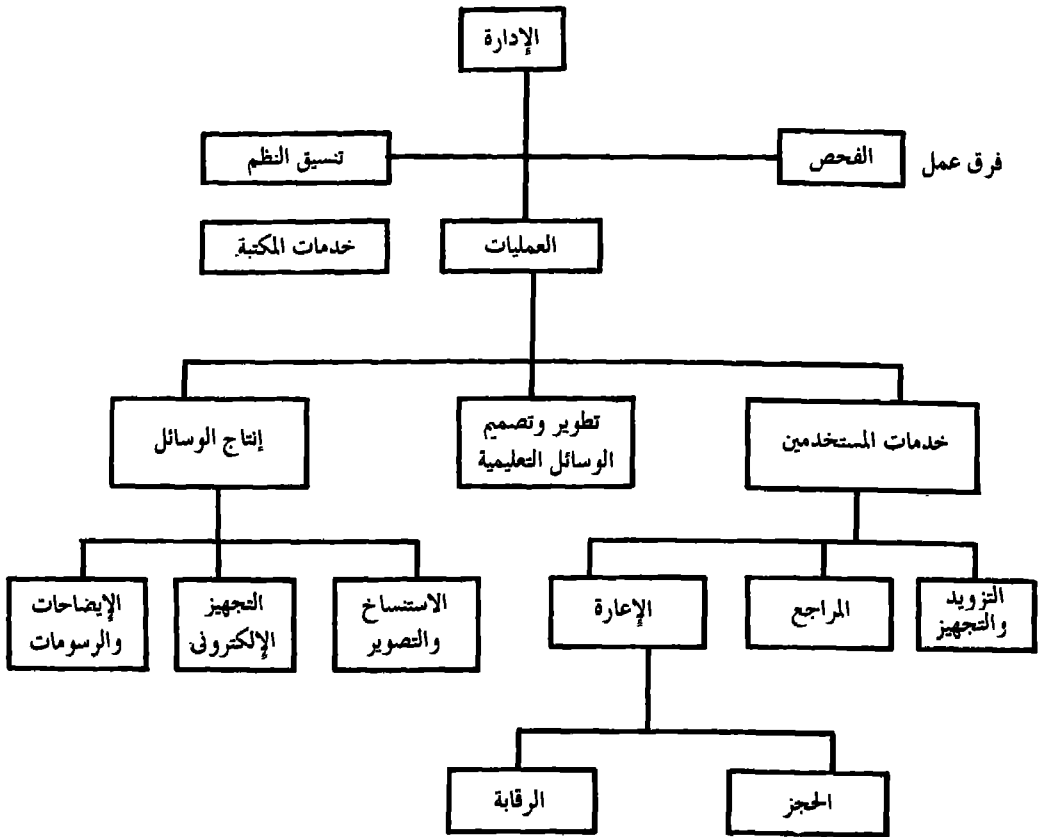 الإدارة
فرق عمل
الفحص
تنسيق النظم
العمليات
خدمات المكتبة
خدمات المستخدمين
تطوير وتصميم
الوسائل التعليمية
إنتاج الوسائل
التزويد
والتجهيز
المراجع
الإعارة
الاستنساخ
والتصوير
التجهيز
الإلكترونى
الإيضاحات
والرسومات
الحجز
الرقابة